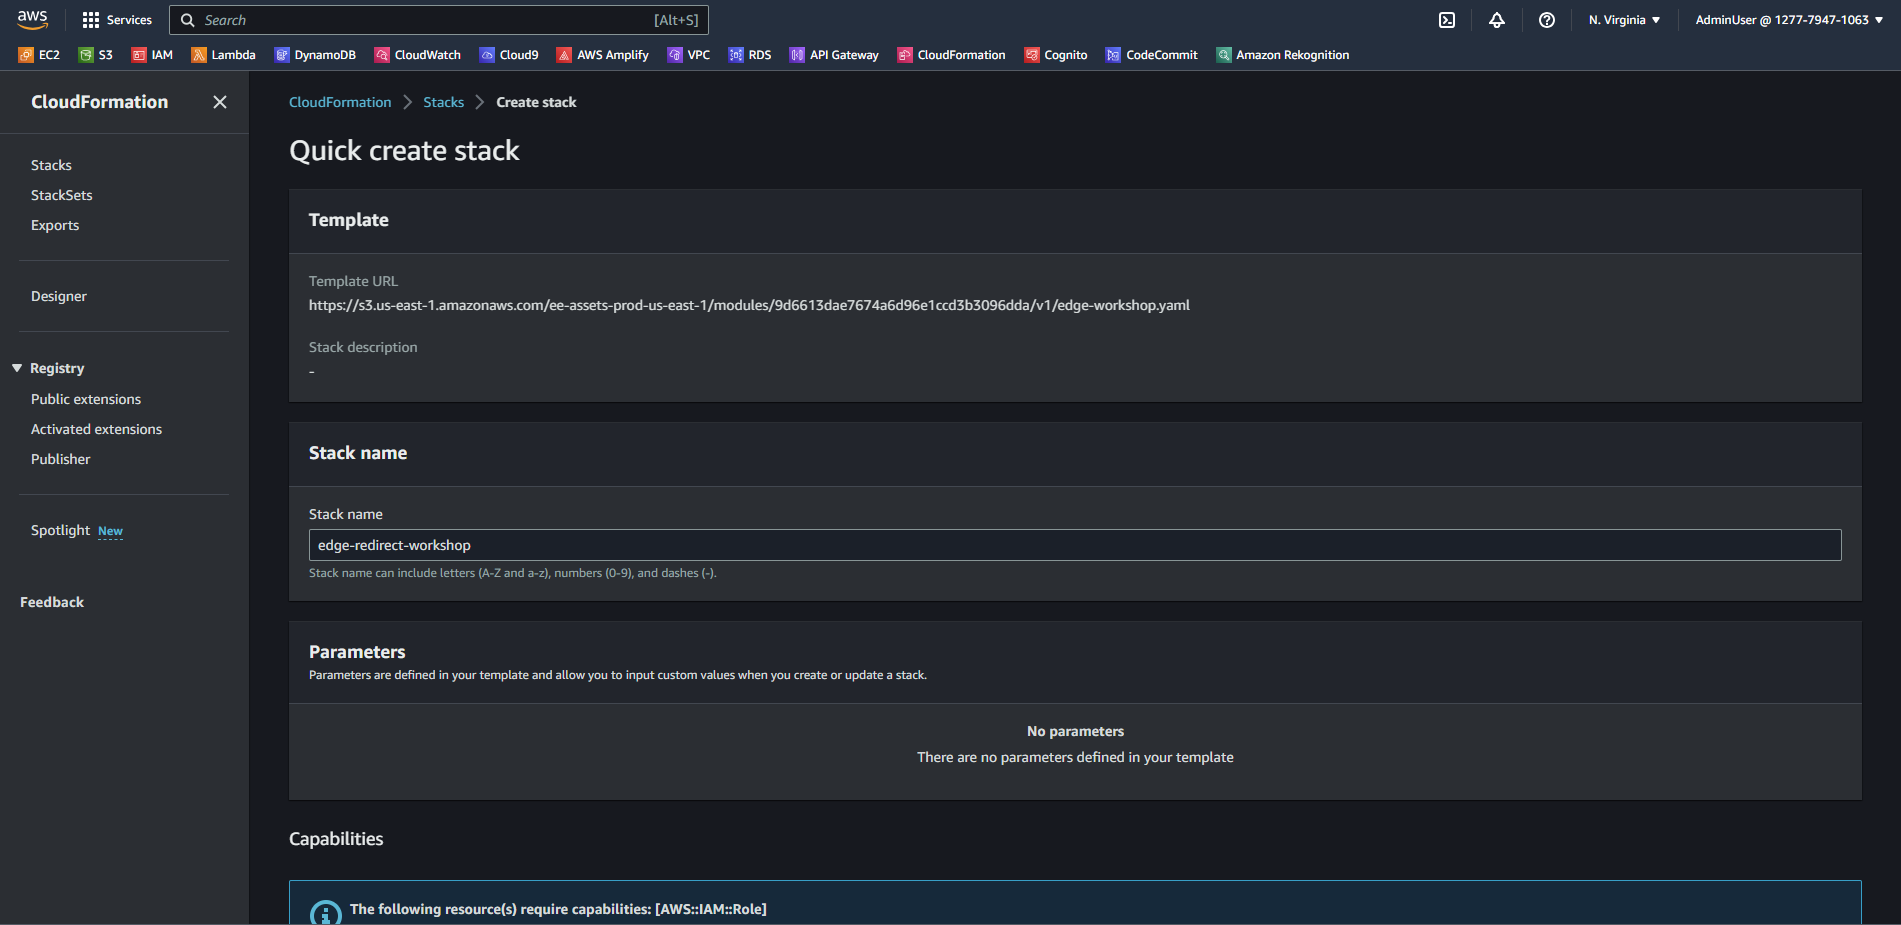 aws Services Search [Alt+S] N. Virginia AdminUser @ 1277-7947-1063
EC2 S3 IAM Lambda DynamoDB CloudWatch Cloud9 AWS Amplify VPC RDS API Gateway CloudFormation Cognito CodeCommit Amazon Rekognition
CloudFormation
Stacks
StackSets
Exports
Designer
Registry
Public extensions
Activated extensions
Publisher
Spotlight New
Feedback
CloudFormation Stacks Create stack
Quick create stack
Template
Template URL
https://s3.us-east-1.amazonaws.com/ee-assets-prod-us-east-1/modules/9d6613dae7674a6d96e1ccd3b3096dda/v1/edge-workshop.yaml
Stack description
-
Stack name
Stack name
edge-redirect-workshop
Stack name can include letters (A-Z and a-z), numbers (0-9), and dashes (-).
Parameters
Parameters are defined in your template and allow you to input custom values when you create or update a stack.
No parameters
There are no parameters defined in your template
Capabilities
The following resource(s) require capabilities: [AWS::IAM::Role]